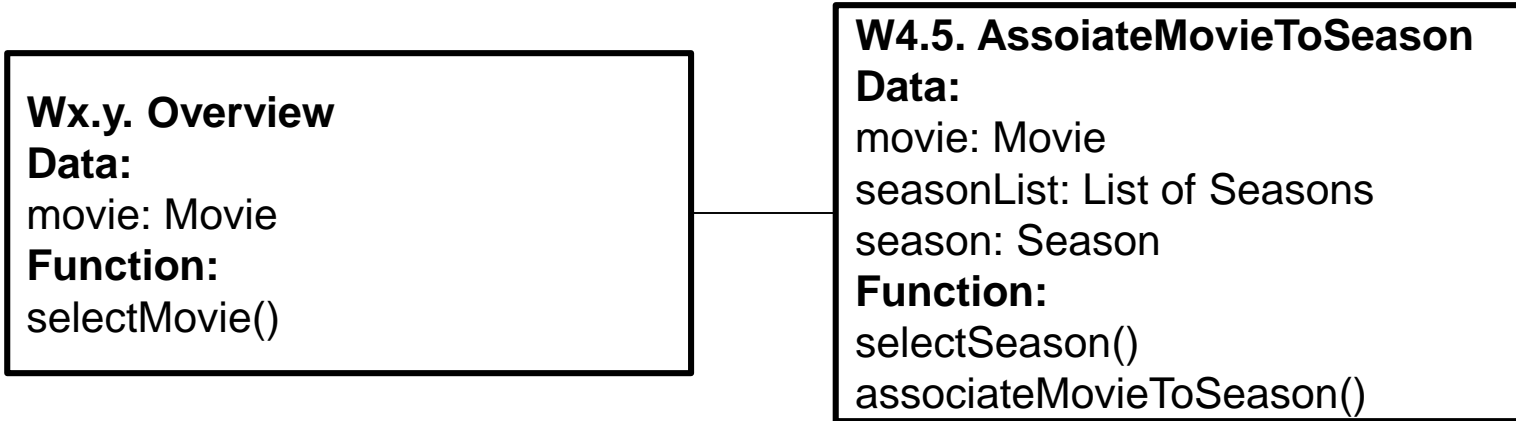 Wx.y. Overview
Data:
movie: Movie
Function:
selectMovie()
W4.5. AssoiateMovieToSeason
Data:
movie: Movie
seasonList: List of Seasons
season: Season
Function:
selectSeason()
associateMovieToSeason()